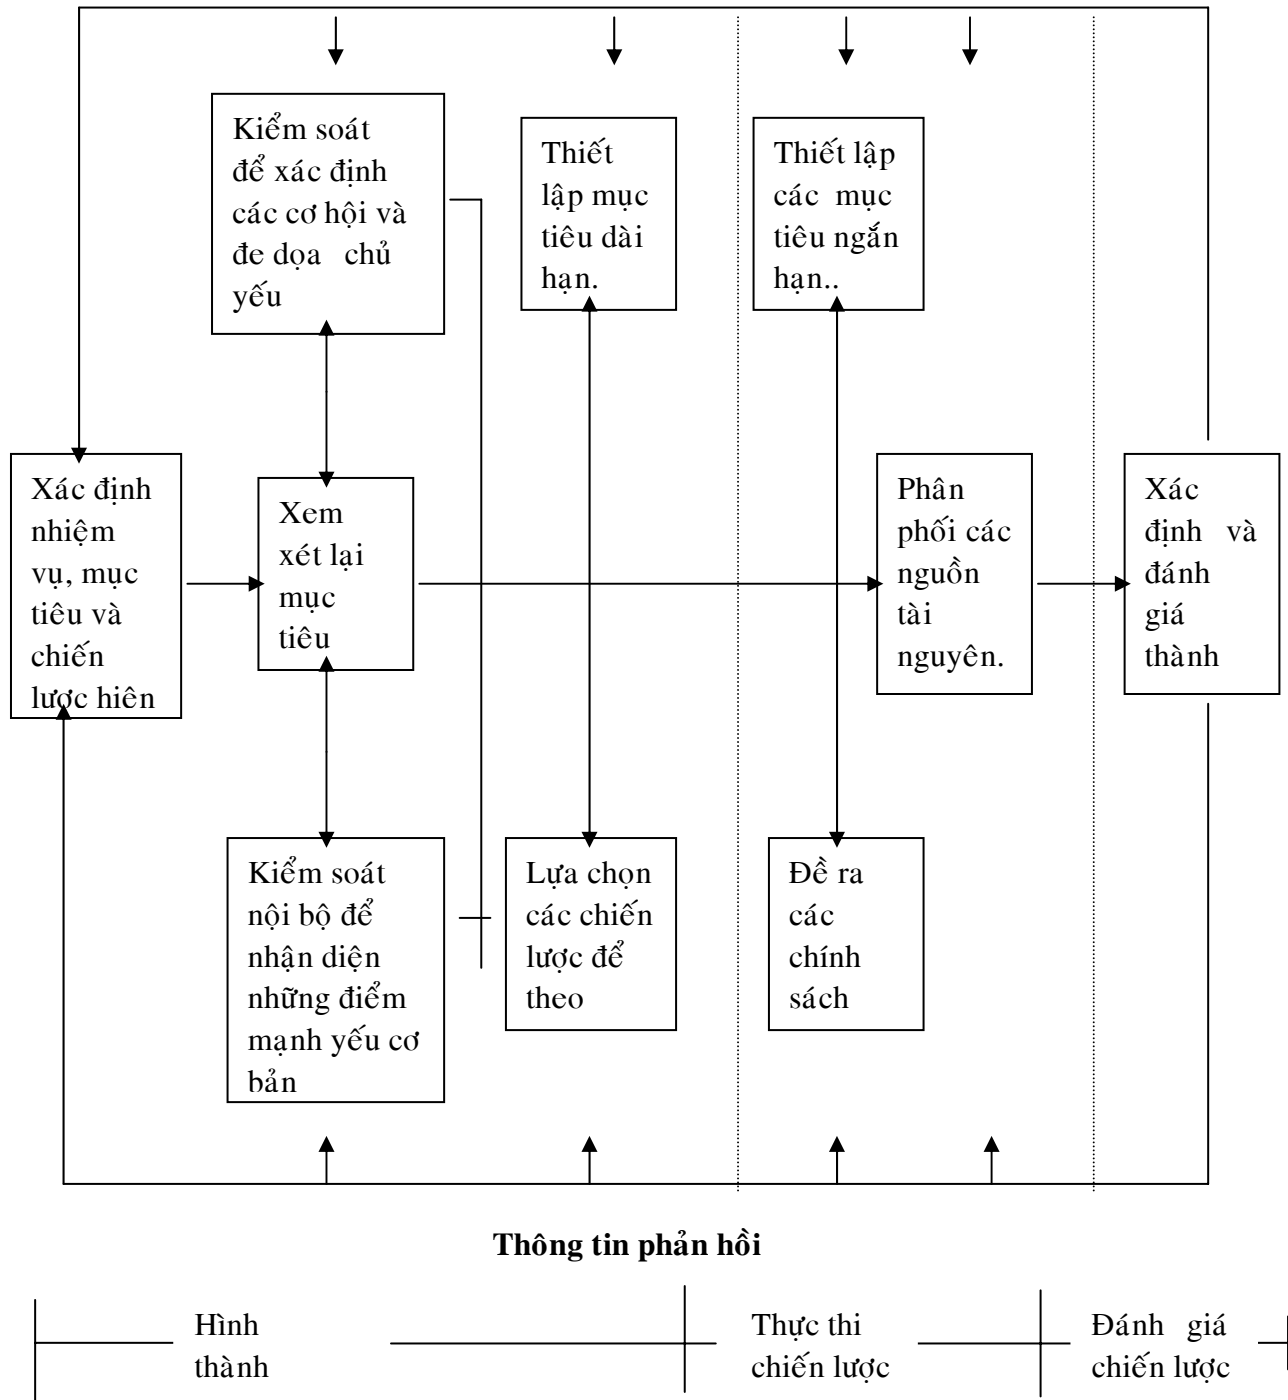 Kiểm soát
để xác định
các cơ hội và
đe dọa chủ
yếu
Thiết
lập mục
tiêu dài
hạn.
Thiết lập
các mục
tiêu ngắn
hạn..
Xác định
nhiệm
vụ, mục
tiêu và
chiến
lược hiên
Xem
xét lại
mục
tiêu
Phân
phối các
nguồn
tài
nguyên.
Xác
định và
đánh
giá
thành
Kiểm soát
nội bộ để
nhận diện
những điểm
mạnh yếu cơ
bản
Lựa chọn
các chiến
lược để
theo
Đề ra
các
chính
sách
Thông tin phản hồi
Hình
thành
Thực thi
chiến lược
Đánh giá
chiến lược